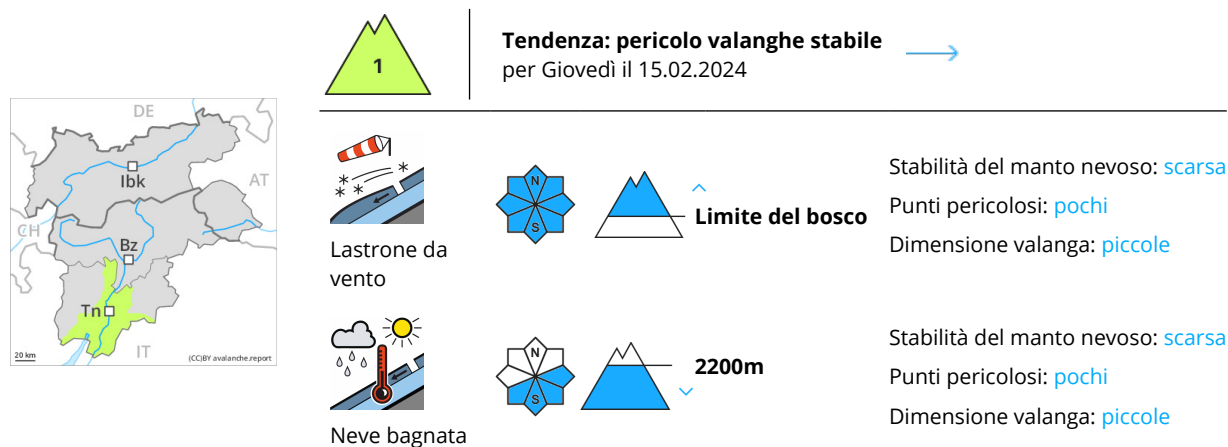 1
Tendenza: pericolo valanghe stabile
per Giovedì il 15.02.2024
DE
AT
CH
IT
Ibk
Bz
Tn
20 km
(CC)BY avalanche.report
Lastrone da
vento
N
S
Limite del bosco
Stabilità del manto nevoso: scarsa
Punti pericolosi: pochi
Dimensione valanga: piccole
Neve bagnata
N
S
2200m
Stabilità del manto nevoso: scarsa
Punti pericolosi: pochi
Dimensione valanga: piccole